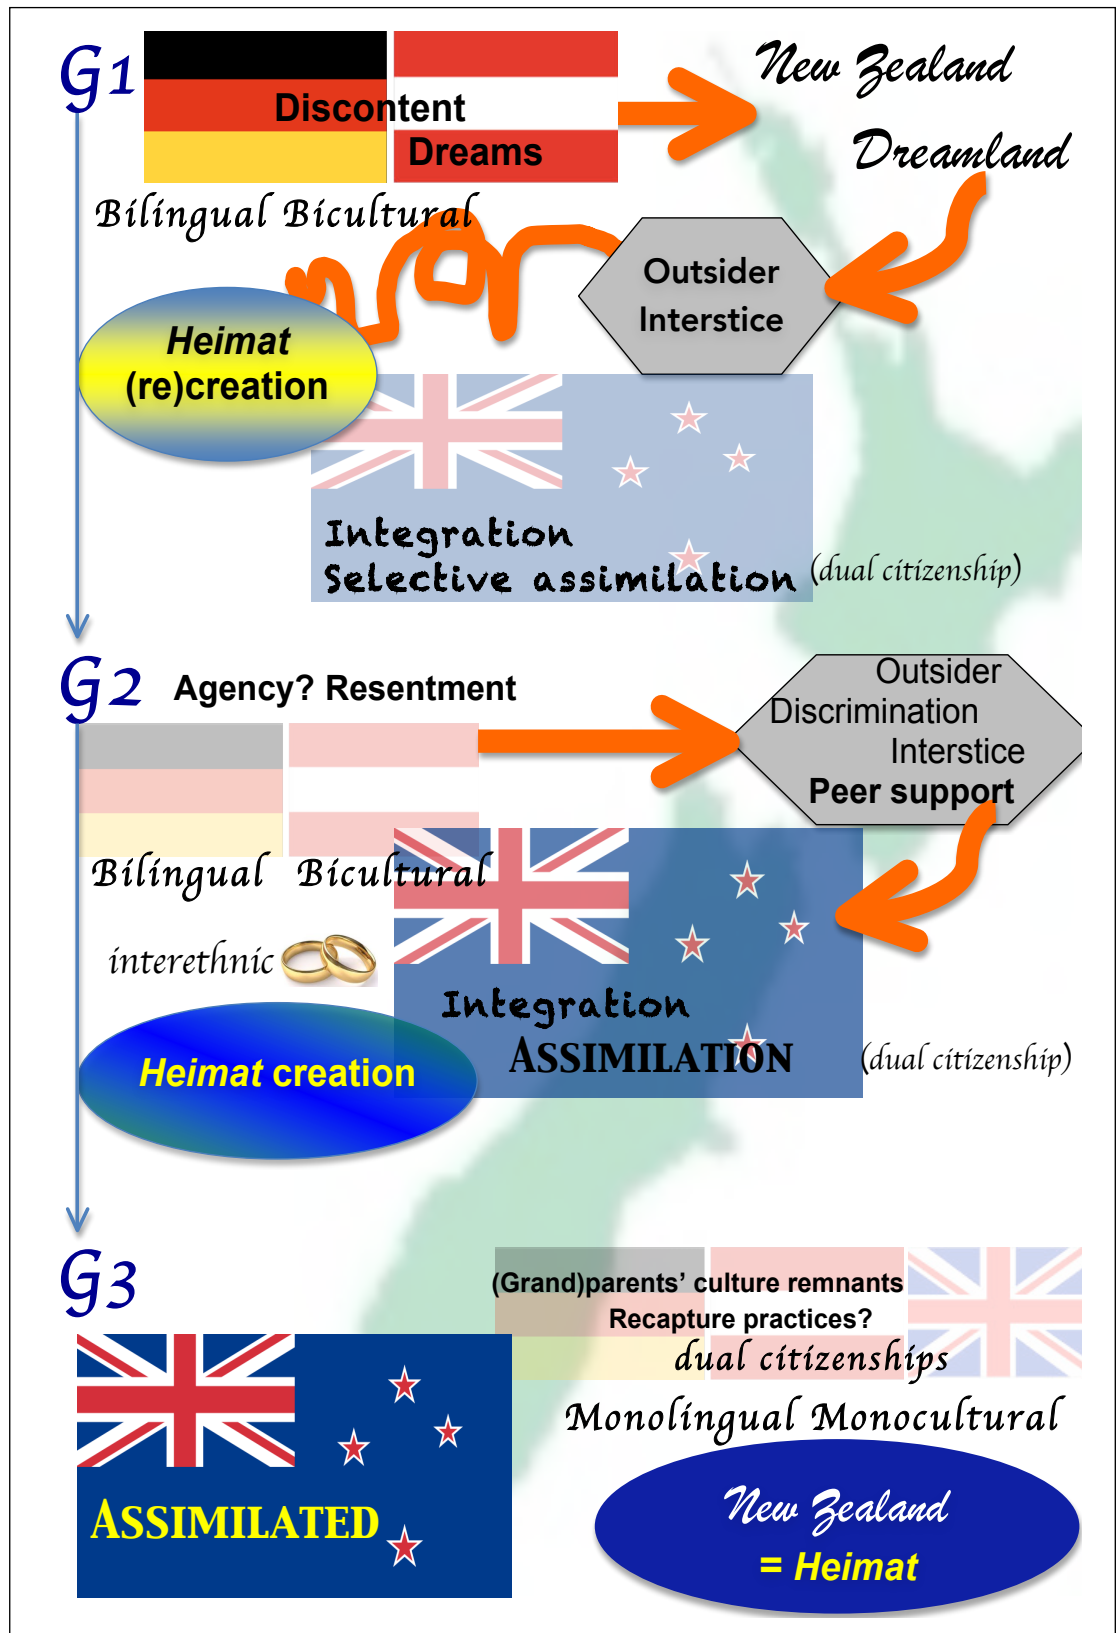 G1
Discontent
Dreams
New Zealand
Dreamland
Bilingual Bicultural
Outsider
Interstice
Heimat
(re)creation
Integration
Selective assimilation
(dual citizenship)
G2
Agency? Resentment
Outsider
Discrimination
Interstice
Peer support
Bilingual Bicultural
interethnic
Integration
ASSIMILATION
(dual citizenship)
Heimat creation
G3
(Grand)parents’ culture remnants
Recapture practices?
dual citizenships
Monolingual Monocultural
ASSIMILATED
New Zealand
= Heimat